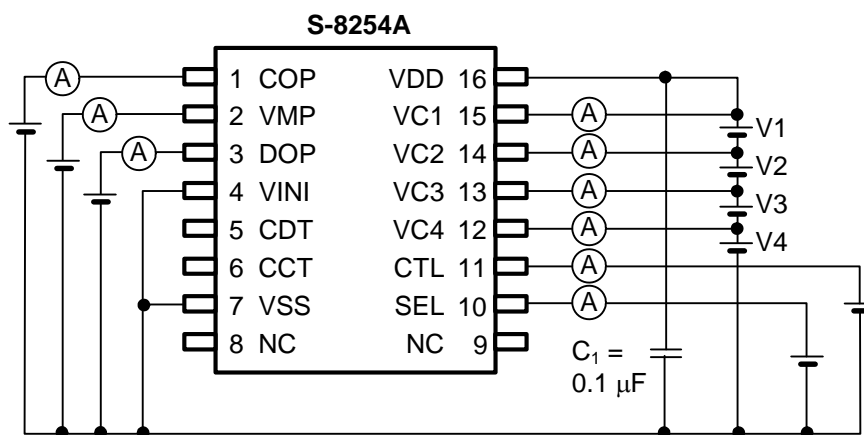 S-8254A
A
1 COP
VDD 16
A
2 VMP
VC1 15
A
V1
A
3 DOP
VC2 14
A
V2
4 VINI
VC3 13
A
V3
5 CDT
VC4 12
A
V4
6 CCT
CTL 11
A
7 VSS
SEL 10
A
8 NC
NC 9
C₁ =
0.1 μF